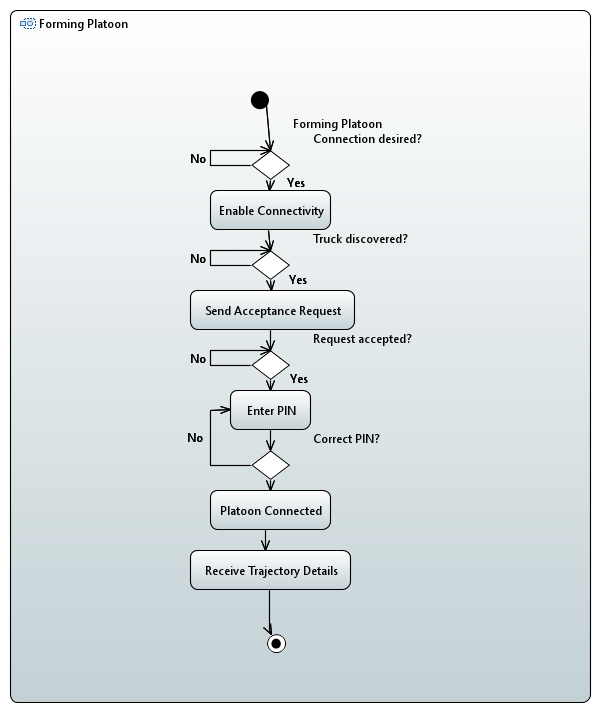 Forming Platoon
Forming Platoon
Connection desired?
No
Yes
Enable Connectivity
Truck discovered?
No
Yes
Send Acceptance Request
Request accepted?
No
Yes
Enter PIN
No
Correct PIN?
Platoon Connected
Receive Trajectory Details